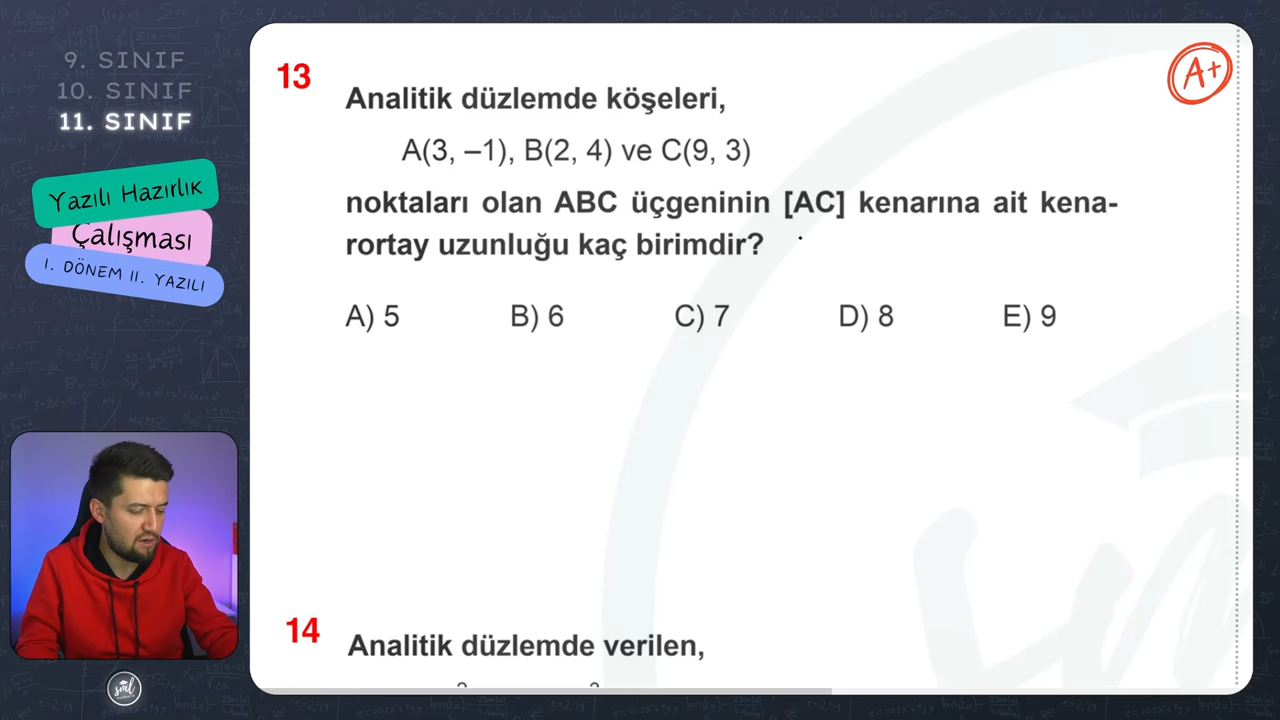 9. SINIF
10. SINIF
11. SINIF
Yazılı Hazırlık
Çalışması
I. DÖNEM II. YAZILI
A+
13
Analitik düzlemde köşeleri,
A(3, –1), B(2, 4) ve C(9, 3)
noktaları olan ABC üçgeninin [AC] kenarına ait kena-
rortay uzunluğu kaç birimdir?
A) 5 B) 6 C) 7 D) 8 E) 9
14
Analitik düzlemde verilen,
sml